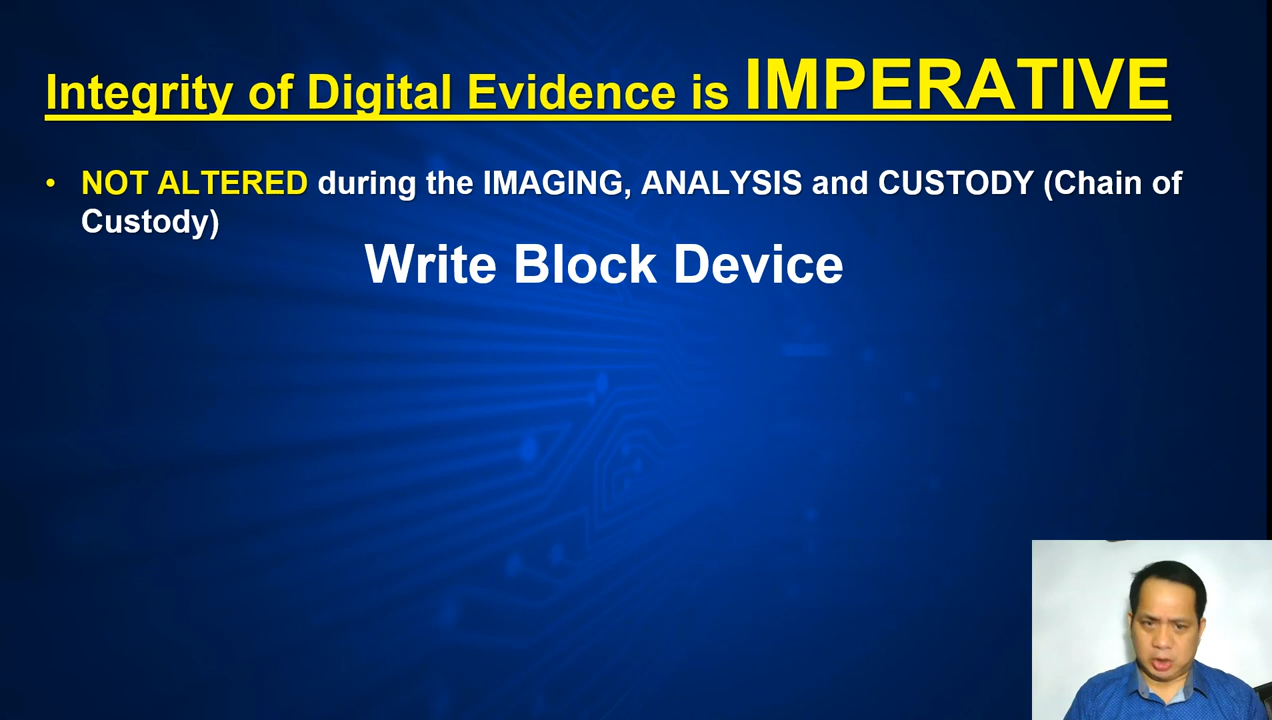 Integrity of Digital Evidence is IMPERATIVE
• NOT ALTERED during the IMAGING, ANALYSIS and CUSTODY (Chain of
Custody)
Write Block Device